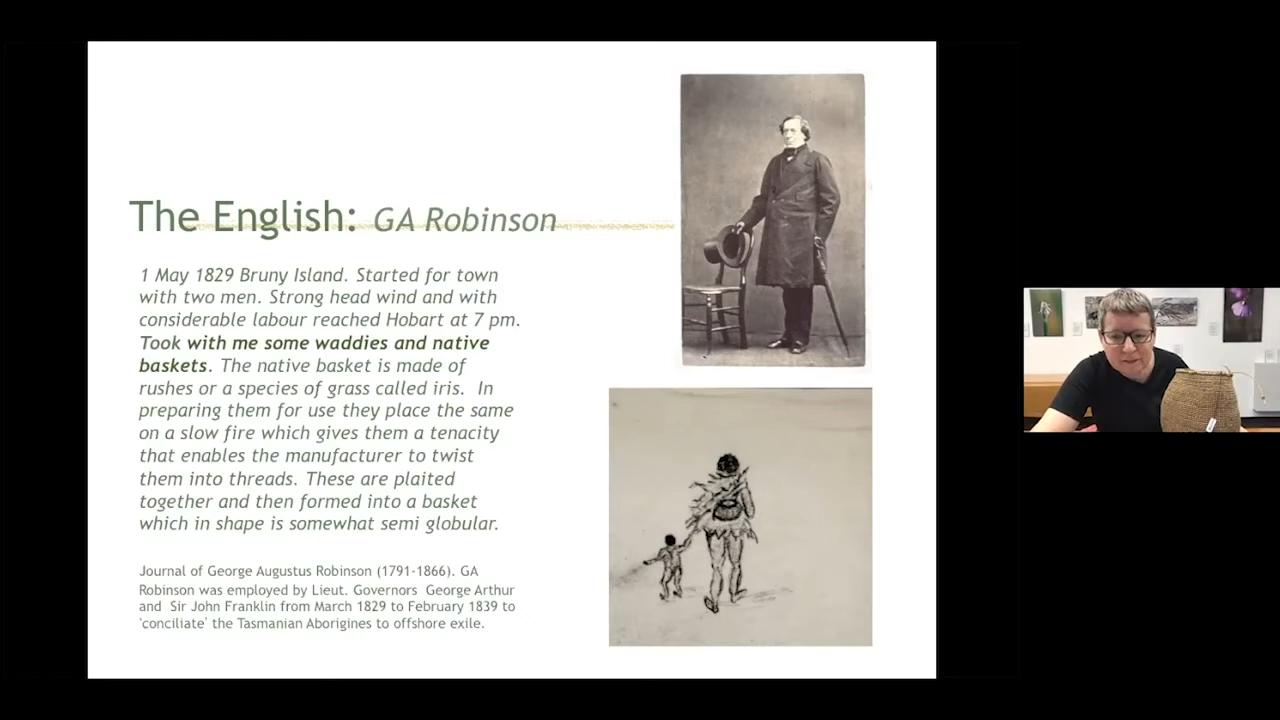 The English: GA Robinson
1 May 1829 Bruny Island. Started for town
with two men. Strong head wind and with
considerable labour reached Hobart at 7 pm.
Took with me some waddies and native
baskets. The native basket is made of
rushes or a species of grass called iris.  In
preparing them for use they place the same
on a slow fire which gives them a tenacity
that enables the manufacturer to twist
them into threads. These are plaited
together and then formed into a basket
which in shape is somewhat semi globular.
Journal of George Augustus Robinson (1791-1866). GA
Robinson was employed by Lieut. Governors  George Arthur
and  Sir John Franklin from March 1829 to February 1839 to
'conciliate' the Tasmanian Aborigines to offshore exile.